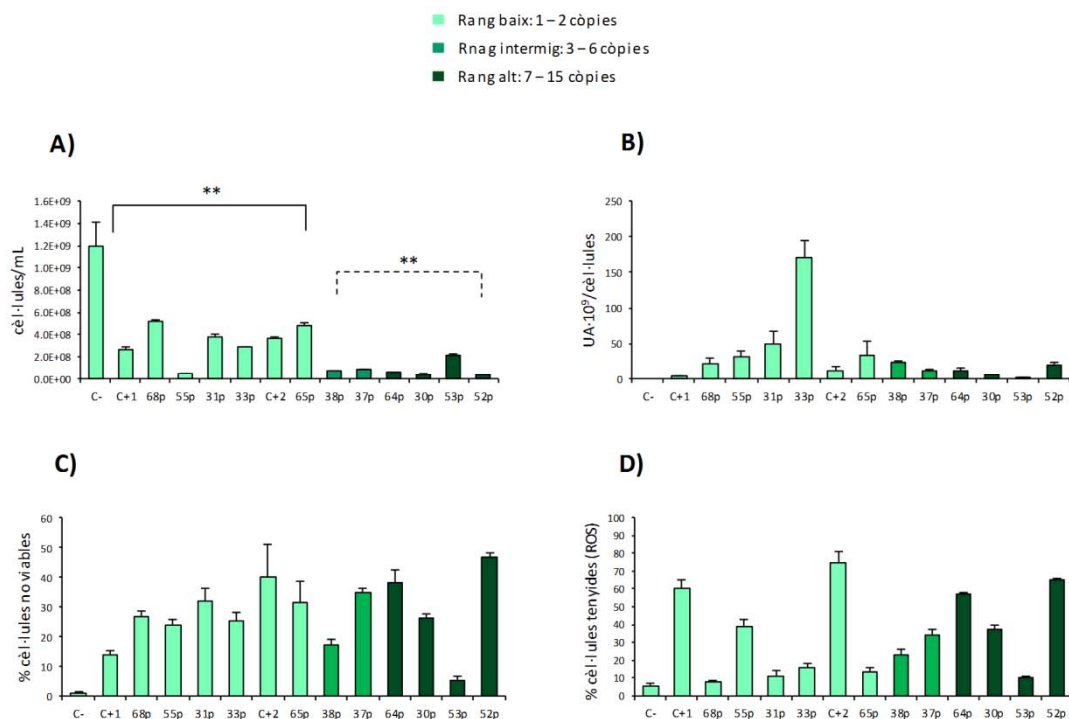 Rang baix: 1 – 2 còpies
Rnag intermig: 3 – 6 còpies
Rang alt: 7 – 15 còpies
A)
**
**
cèl·lules/mL
1.6E+09
1.4E+09
1.2E+09
1.0E+09
8.0E+08
6.0E+08
4.0E+08
2.0E+08
0.0E+00
C- C+1 68p 55p 31p 33p C+2 65p 38p 37p 64p 30p 53p 52p
B)
UA·10⁹/cèl·lules
250
200
150
100
50
0
C- C+1 68p 55p 31p 33p C+2 65p 38p 37p 64p 30p 53p 52p
C)
% cèl·lules no viables
60
50
40
30
20
10
0
C- C+1 68p 55p 31p 33p C+2 65p 38p 37p 64p 30p 53p 52p
D)
% cèl·lules tenyides (ROS)
100
90
80
70
60
50
40
30
20
10
0
C- C+1 68p 55p 31p 33p C+2 65p 38p 37p 64p 30p 53p 52p